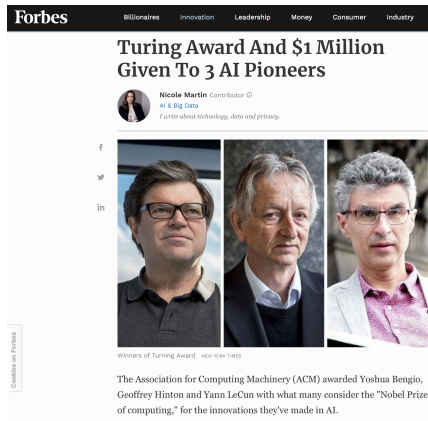 Forbes
Billionaires Innovation Leadership Money Consumer Industry
Turing Award And $1 Million
Given To 3 AI Pioneers
Nicole Martin Contributor
AI & Big Data
I write about technology, data and privacy.
Cookies on Forbes
Winners of Turning Award NEW YORK TIMES
The Association for Computing Machinery (ACM) awarded Yoshua Bengio,
Geoffrey Hinton and Yann LeCun with what many consider the "Nobel Prize
of computing," for the innovations they've made in AI.